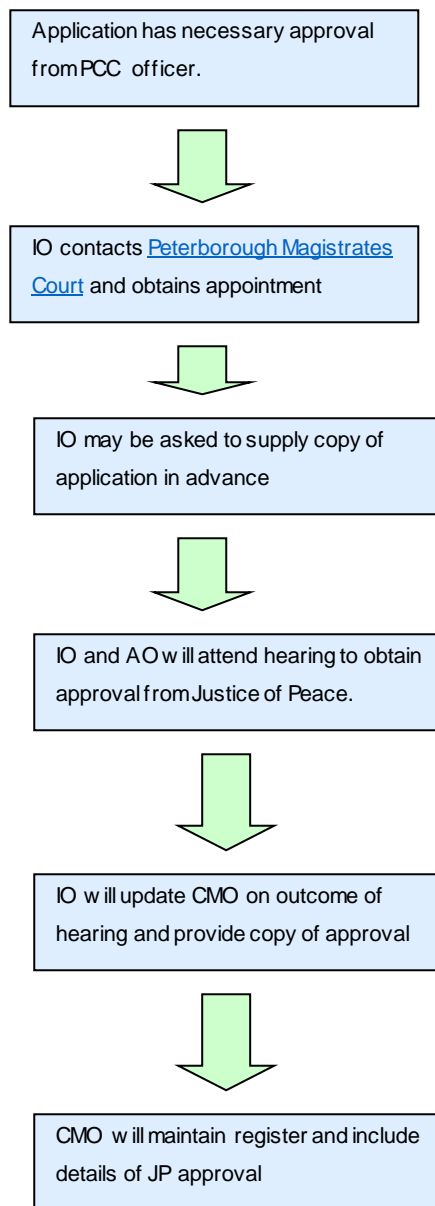 Application has necessary approval
from PCC officer.
IO contacts Peterborough Magistrates
Court and obtains appointment
IO may be asked to supply copy of
application in advance
IO and AO will attend hearing to obtain
approval from Justice of Peace.
IO will update CMO on outcome of
hearing and provide copy of approval
CMO will maintain register and include
details of JP approval